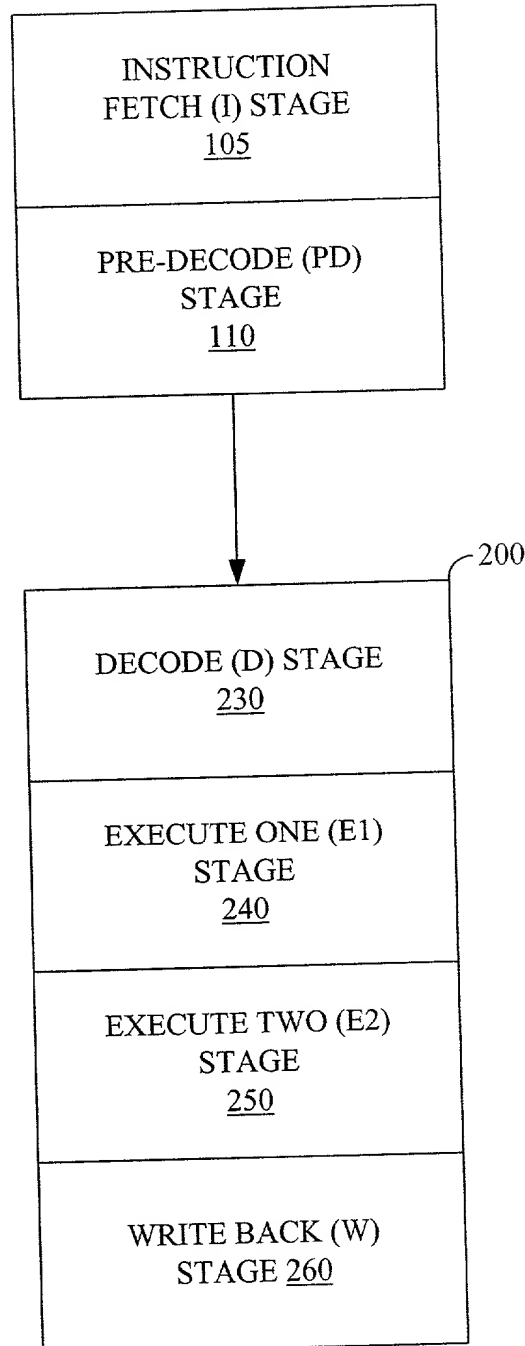 INSTRUCTION
FETCH (I) STAGE
105
PRE-DECODE (PD)
STAGE
110
200
DECODE (D) STAGE
230
EXECUTE ONE (E1)
STAGE
240
EXECUTE TWO (E2)
STAGE
250
WRITE BACK (W)
STAGE 260